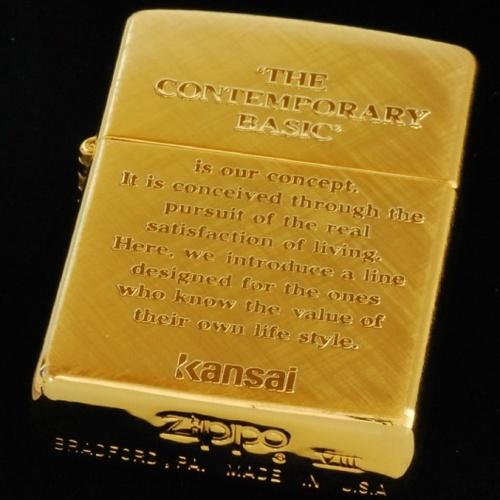 "THE
CONTEMPORARY
BASIC"
is our concept.
It is conceived through the
pursuit of the real
satisfaction of living.
Here, we introduce a line
designed for the ones
who know the value of
their own life style.
kansai
Zippo® VIII
BRADFORD, PA. MADE IN U.S.A